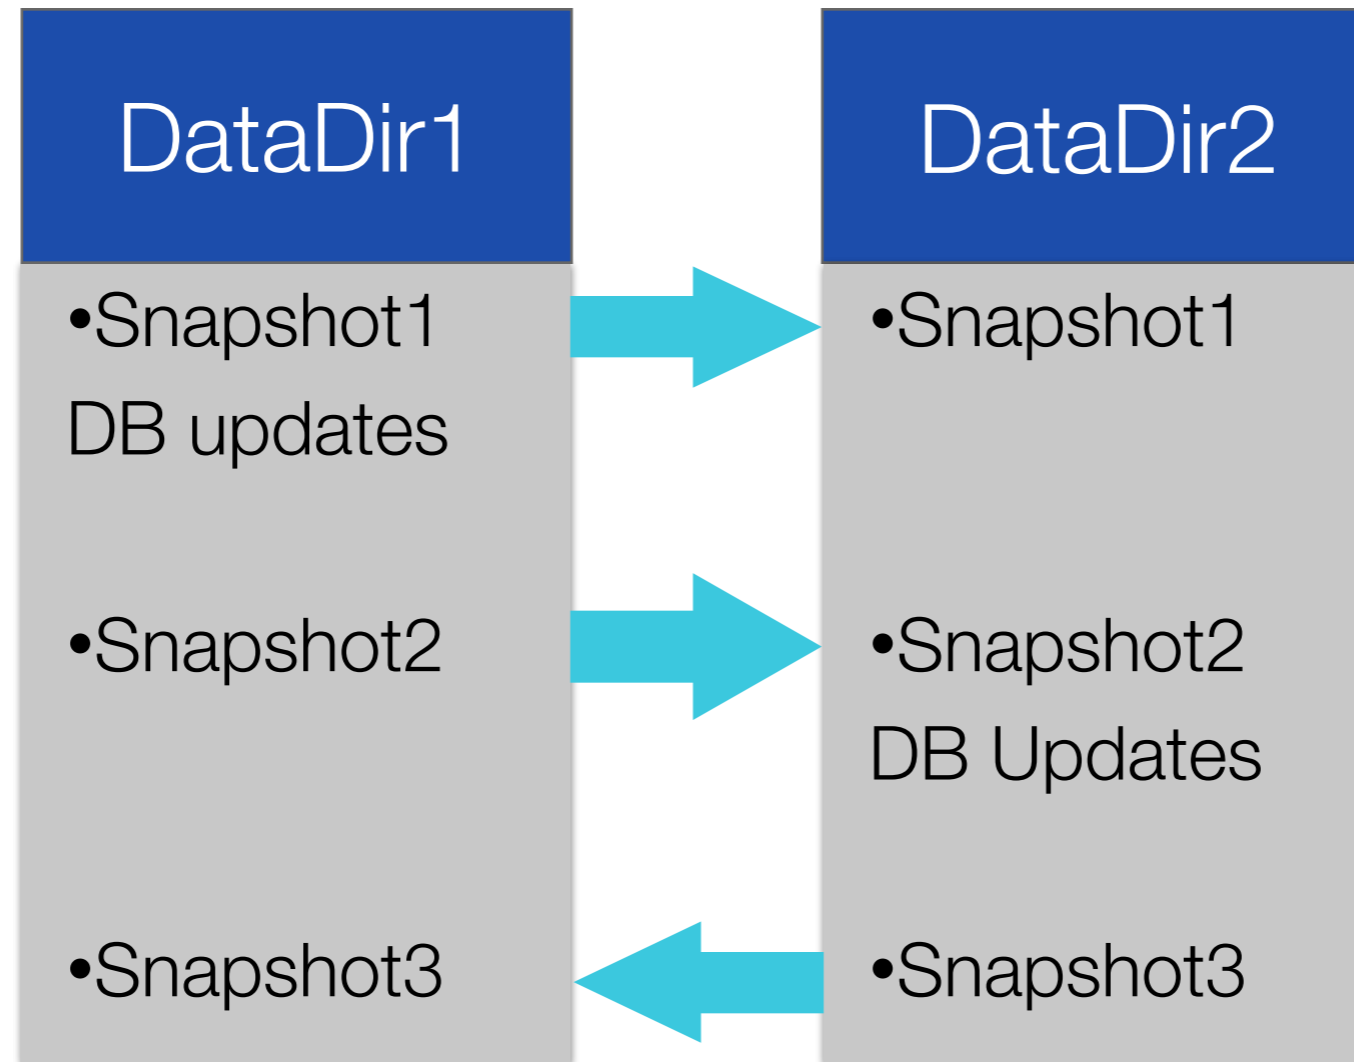 DataDir1
•Snapshot1
DB updates
•Snapshot2
•Snapshot3
DataDir2
•Snapshot1
•Snapshot2
DB Updates
•Snapshot3